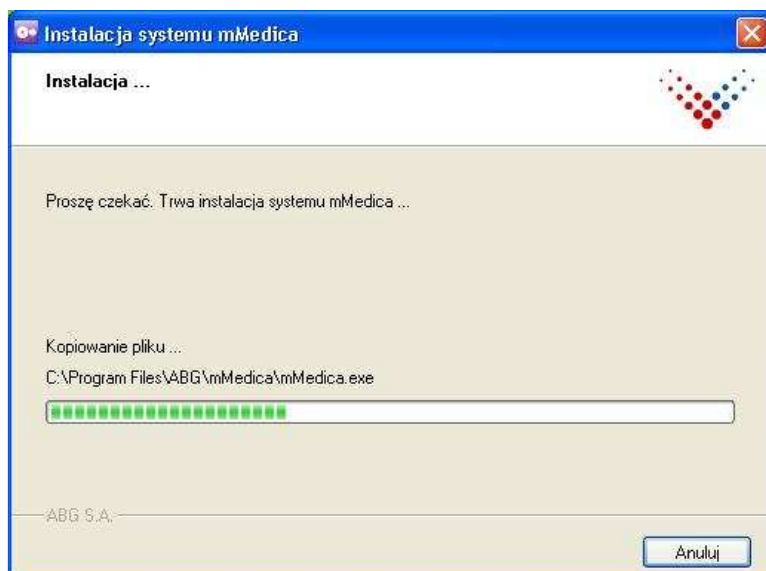 Instalacja systemu mMedica
Instalacja ...
Proszę czekać. Trwa instalacja systemu mMedica ...
Kopiowanie pliku ...
C:\Program Files\ABG\mMedica\mMedica.exe
ABG S.A.
Anuluj